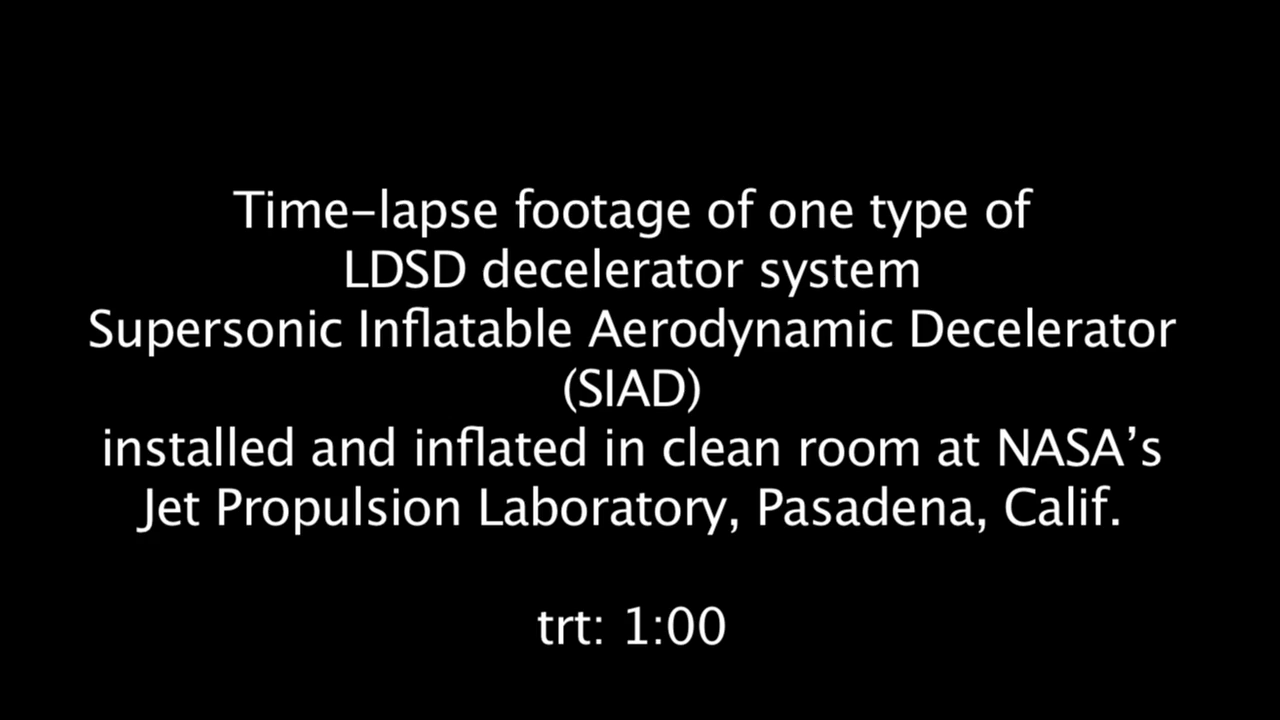 Time-lapse footage of one type of
LDSD decelerator system
Supersonic Inflatable Aerodynamic Decelerator
(SIAD)
installed and inflated in clean room at NASA’s
Jet Propulsion Laboratory, Pasadena, Calif.
trt: 1:00